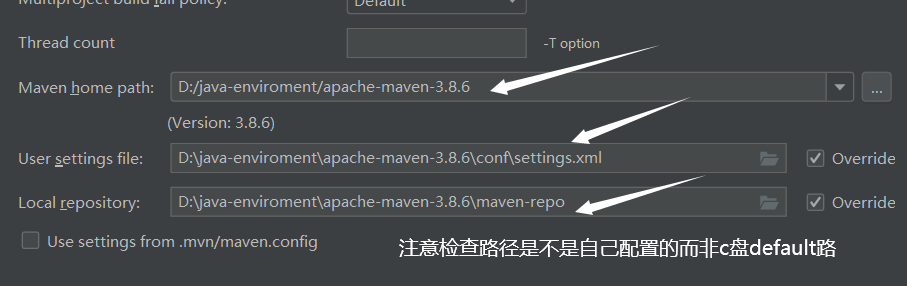 Multiproject build fail policy:
Default
Thread count
-T option
Maven home path:
D:/java-enviroment/apache-maven-3.8.6
...
(Version: 3.8.6)
User settings file:
D:\java-enviroment\apache-maven-3.8.6\conf\settings.xml
Override
Local repository:
D:\java-enviroment\apache-maven-3.8.6\maven-repo
Override
Use settings from .mvn/maven.config
注意检查路径是不是自己配置的而非c盘default路